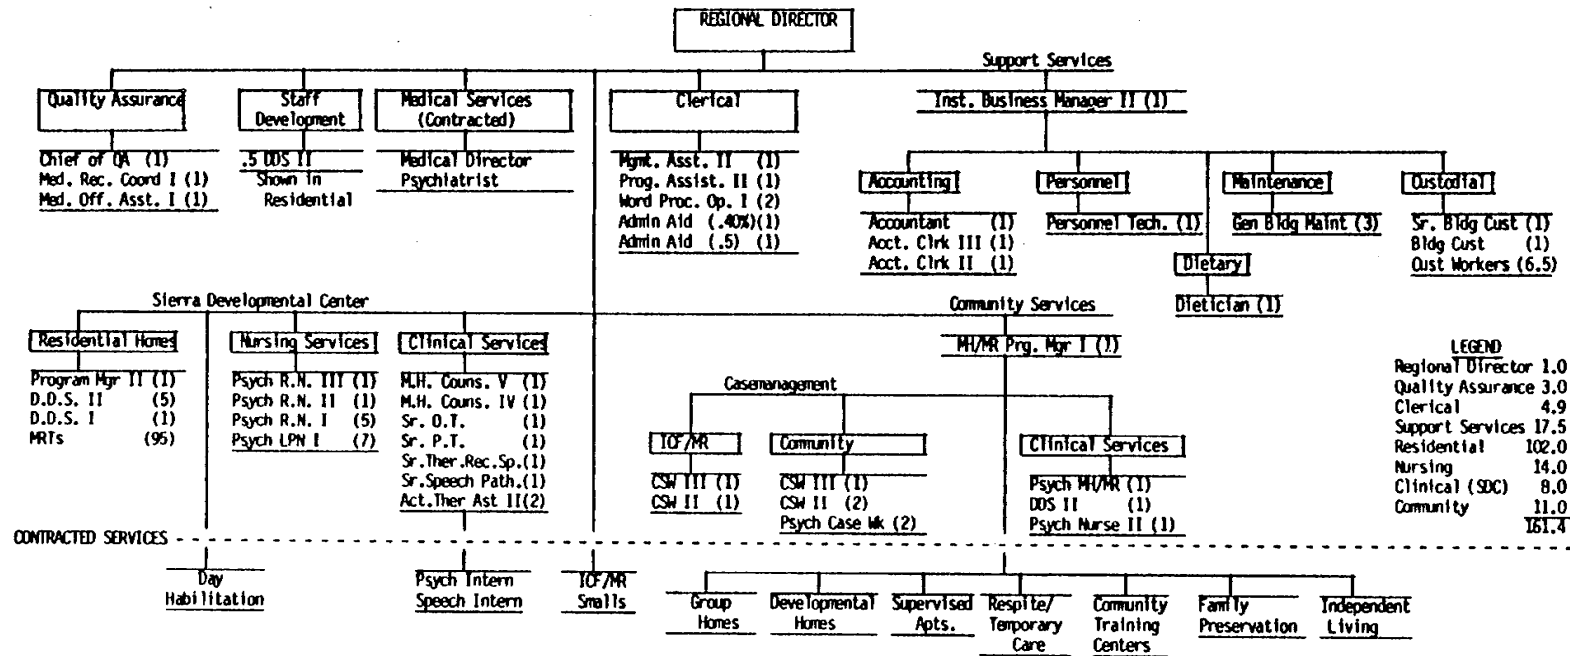 REGIONAL DIRECTOR
Support Services
Quality Assurance
Chief of QA (1)
Med. Rec. Coord I (1)
Med. Off. Asst. I (1)
Staff
Development
.5 DDS II
Shown in
Residential
Medical Services
(Contracted)
Medical Director
Psychiatrist
Clerical
Mgmt. Asst. II (1)
Prog. Assist. II (1)
Word Proc. Op. I (2)
Admin Aid (.40%)(1)
Admin Aid (.5) (1)
Inst. Business Manager II (1)
Accounting
Accountant (1)
Acct. Clrk III (1)
Acct. Clrk II (1)
Personnel
Personnel Tech. (1)
Dietary
Dietician (1)
Maintenance
Gen Bldg Maint (3)
Custodial
Sr. Bldg Cust (1)
Bldg Cust (1)
Cust Workers (6.5)
Sierra Developmental Center
Residential Homes
Program Mgr II (1)
D.D.S. II (5)
D.D.S. I (1)
MRTs (95)
Nursing Services
Psych R.N. III (1)
Psych R.N. II (1)
Psych R.N. I (5)
Psych LPN I (7)
Clinical Services
M.H. Couns. V (1)
M.H. Couns. IV (1)
Sr. O.T. (1)
Sr. P.T. (1)
Sr.Ther.Rec.Sp.(1)
Sr.Speech Path.(1)
Act.Ther Ast II(2)
Community Services
MH/MR Prg. Mgr I (1)
Casemanagement
ICF/MR
CSW III (1)
CSW II (1)
Community
CSW III (1)
CSW II (2)
Psych Case Wk (2)
Clinical Services
Psych MH/MR (1)
DDS II (1)
Psych Nurse II (1)
LEGEND
Regional Director 1.0
Quality Assurance 3.0
Clerical 4.9
Support Services 17.5
Residential 102.0
Nursing 14.0
Clinical (SDC) 8.0
Community 11.0
161.4
CONTRACTED SERVICES
Day
Habilitation
Psych Intern
Speech Intern
ICF/MR
Smalls
Group
Homes
Developmental
Homes
Supervised
Apts.
Respite/
Temporary
Care
Community
Training
Centers
Family
Preservation
Independent
Living